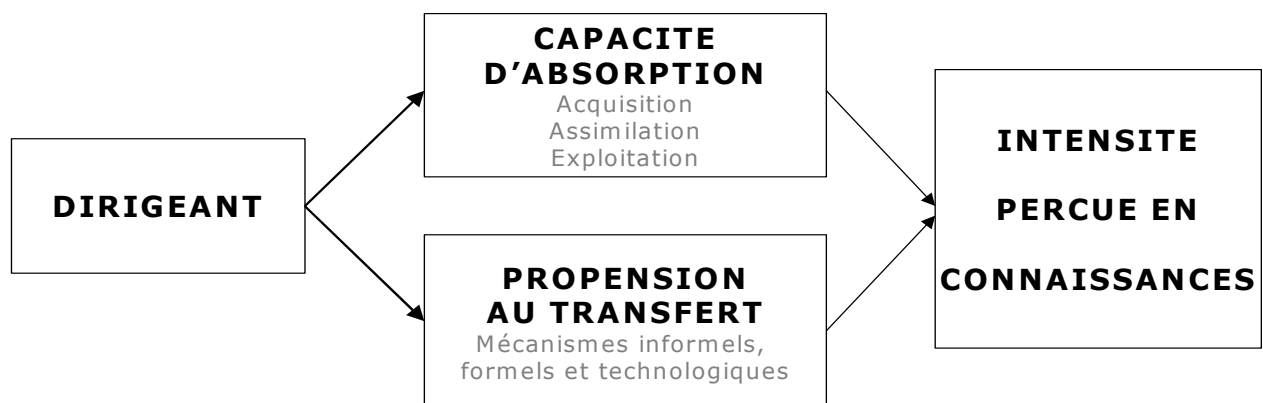 DIRIGEANT
CAPACITE
D’ABSORPTION
Acquisition
Assimilation
Exploitation
PROPENSION
AU TRANSFERT
Mécanismes informels,
formels et technologiques
INTENSITE
PERCUE EN
CONNAISSANCES